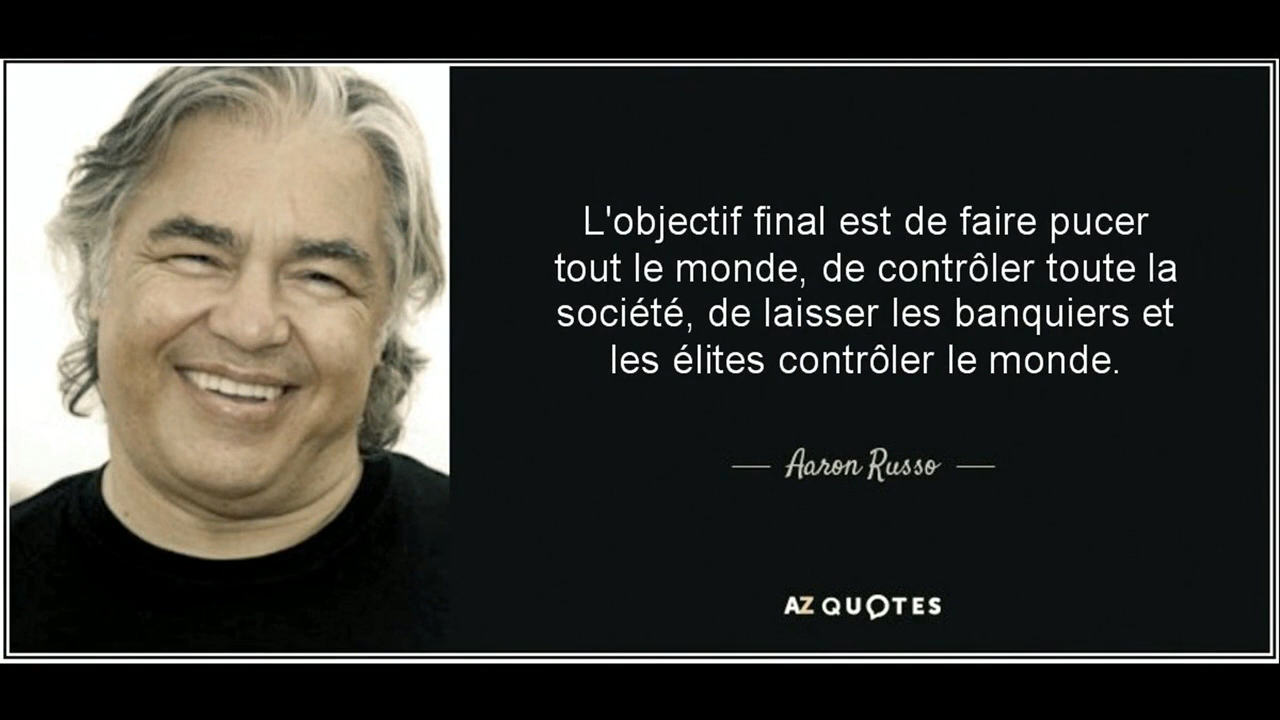 L'objectif final est de faire pucer
tout le monde, de contrôler toute la
société, de laisser les banquiers et
les élites contrôler le monde.
Aaron Russo
AZ QUOTES